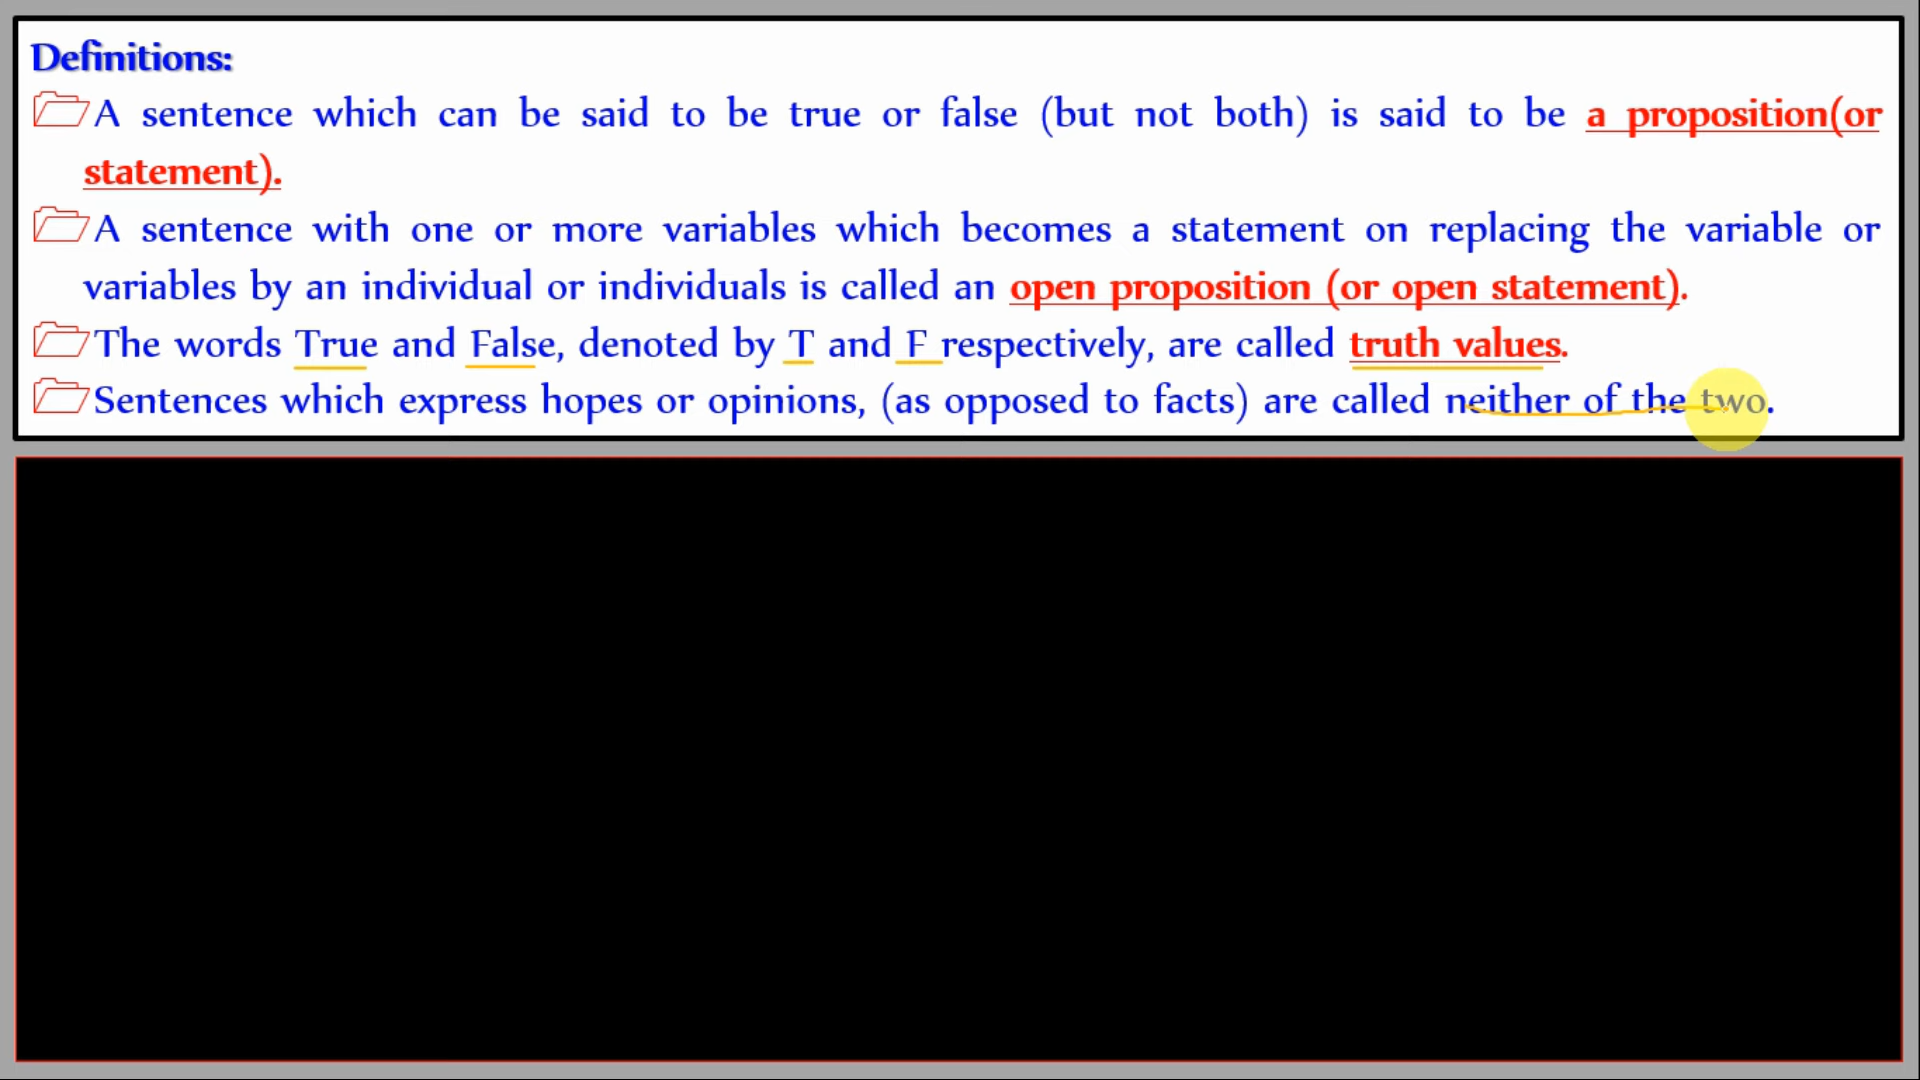 Definitions:
A sentence which can be said to be true or false (but not both) is said to be a proposition(or
statement).
A sentence with one or more variables which becomes a statement on replacing the variable or
variables by an individual or individuals is called an open proposition (or open statement).
The words True and False, denoted by T and F respectively, are called truth values.
Sentences which express hopes or opinions, (as opposed to facts) are called neither of the two.